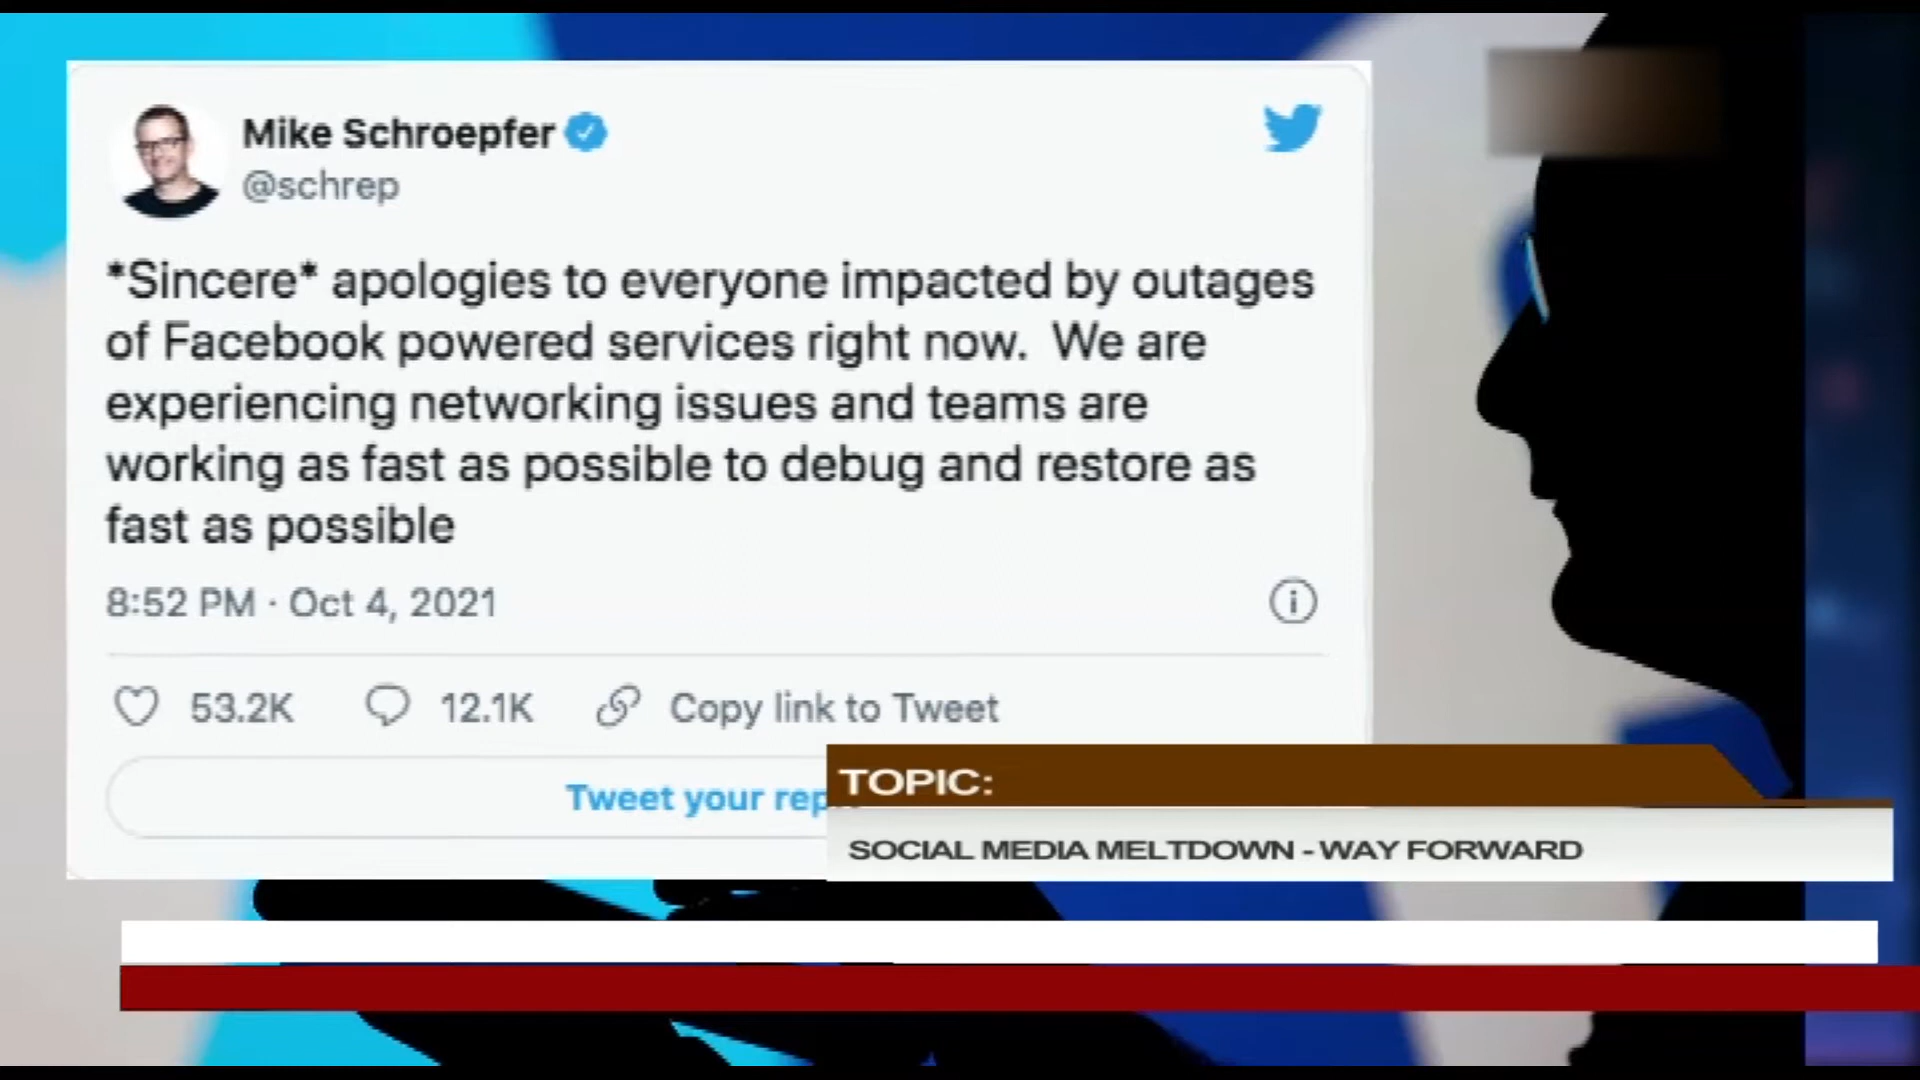 Mike Schroepfer
@schrep
*Sincere* apologies to everyone impacted by outages
of Facebook powered services right now.  We are
experiencing networking issues and teams are
working as fast as possible to debug and restore as
fast as possible
8:52 PM · Oct 4, 2021
53.2K 12.1K Copy link to Tweet
Tweet your rep
TOPIC:
SOCIAL MEDIA MELTDOWN - WAY FORWARD